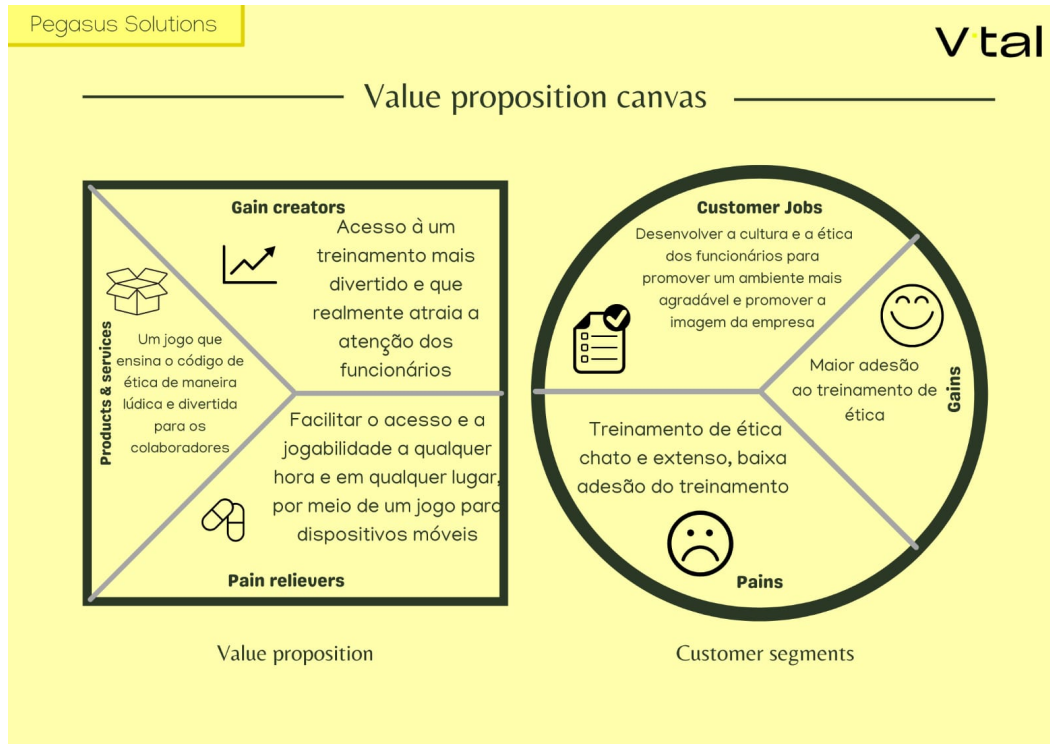 Pegasus Solutions
V·tal
Value proposition canvas
Gain creators
Acesso à um
treinamento mais
divertido e que
realmente atraia a
atenção dos
funcionários
Products & services
Um jogo que
ensina o código de
ética de maneira
lúdica e divertida
para os
colaboradores
Facilitar o acesso e a
jogabilidade a qualquer
hora e em qualquer lugar,
por meio de um jogo para
dispositivos móveis
Pain relievers
Value proposition
Customer Jobs
Desenvolver a cultura e a ética
dos funcionários para
promover um ambiente mais
agradável e promover a
imagem da empresa
Maior adesão
ao treinamento de
ética
Gains
Treinamento de ética
chato e extenso, baixa
adesão do treinamento
Pains
Customer segments